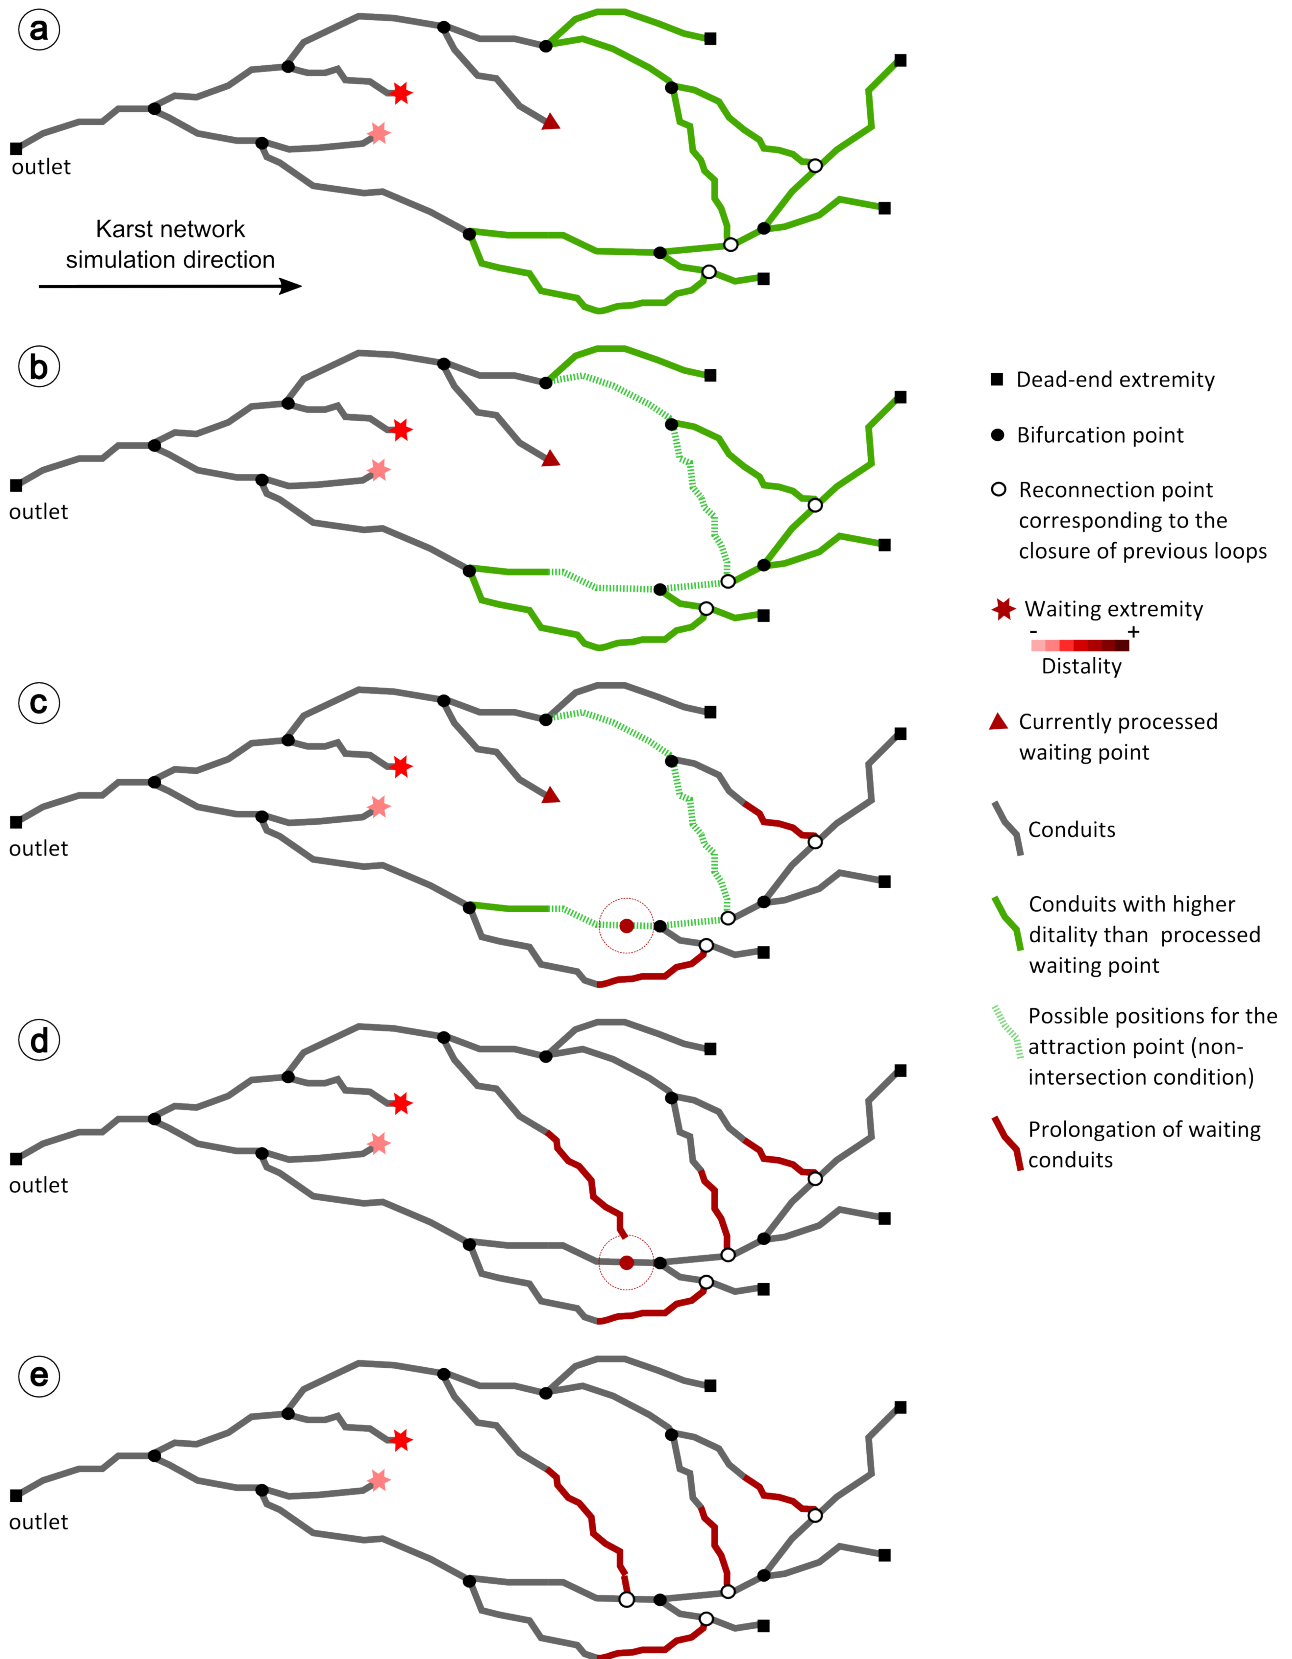 a
outlet
Karst network
simulation direction
b
outlet
Dead-end extremity
Bifurcation point
Reconnection point
corresponding to the
closure of previous loops
Waiting extremity
- +
Distality
c
outlet
Currently processed
waiting point
Conduits
Conduits with higher
ditality than processed
waiting point
d
outlet
Possible positions for the
attraction point (non-
intersection condition)
Prolongation of waiting
conduits
e
outlet